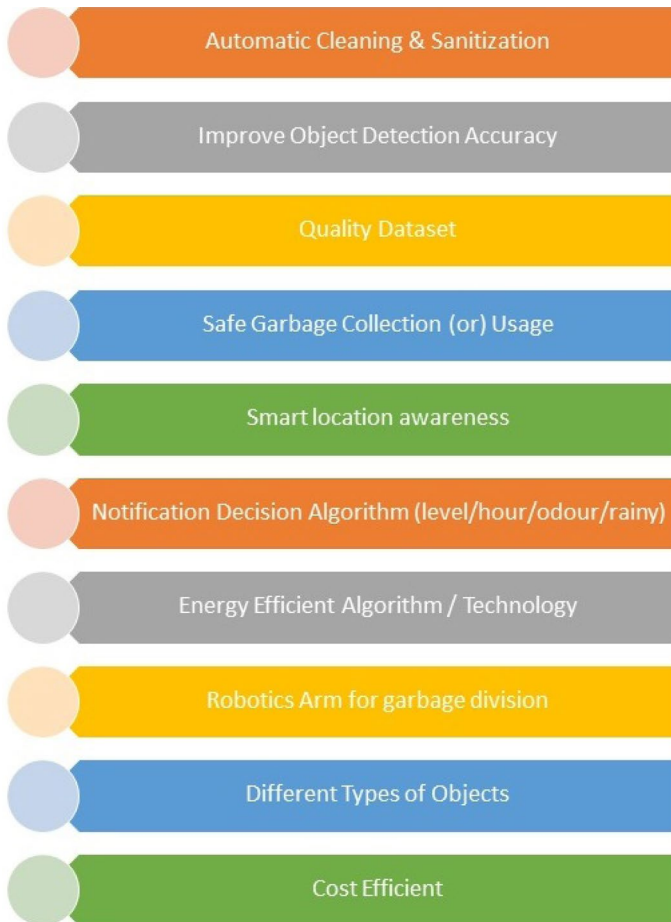 Automatic Cleaning & Sanitization
Improve Object Detection Accuracy
Quality Dataset
Safe Garbage Collection (or) Usage
Smart location awareness
Notification Decision Algorithm (level/hour/odour/rainy)
Energy Efficient Algorithm / Technology
Robotics Arm for garbage division
Different Types of Objects
Cost Efficient